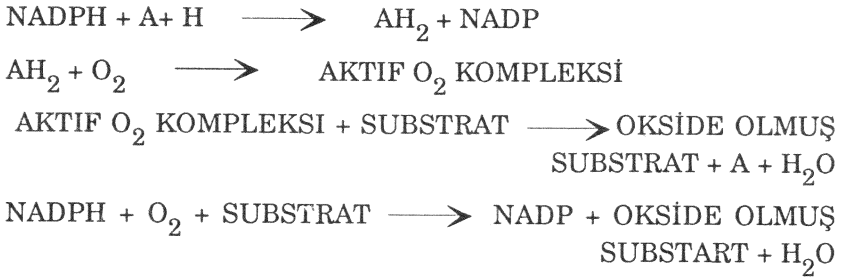 NADPH + A+ H ⟶ AH₂ + NADP
AH₂ + O₂ ⟶ AKTIF O₂ KOMPLEKSİ
AKTIF O₂ KOMPLEKSI + SUBSTRAT ⟶ OKSİDE OLMUŞ
SUBSTRAT + A + H₂O
NADPH + O₂ + SUBSTRAT ⟶ NADP + OKSİDE OLMUŞ
SUBSTART + H₂O